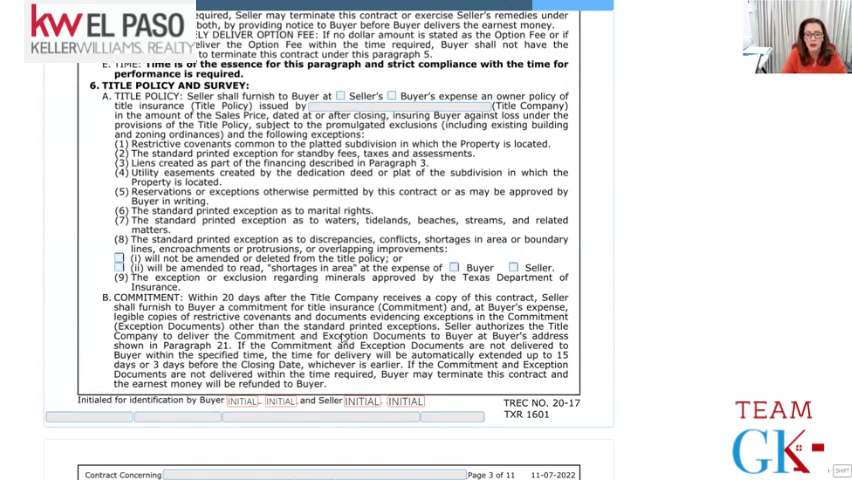 kw EL PASO
KELLERWILLIAMS. REALTY
equired, Seller may terminate this contract or exercise Seller's remedies under
both, by providing notice to Buyer before Buyer delivers the earnest money.
LY DELIVER OPTION FEE: If no dollar amount is stated as the Option Fee or if
eliver the Option Fee within the time required, Buyer shall not have the
to terminate this contract under this paragraph 5.
E. TIME: Time is of the essence for this paragraph and strict compliance with the time for
performance is required.
6. TITLE POLICY AND SURVEY:
A. TITLE POLICY: Seller shall furnish to Buyer at Seller's Buyer's expense an owner policy of
title insurance (Title Policy) issued by (Title Company)
in the amount of the Sales Price, dated at or after closing, insuring Buyer against loss under the
provisions of the Title Policy, subject to the promulgated exclusions (including existing building
and zoning ordinances) and the following exceptions:
(1) Restrictive covenants common to the platted subdivision in which the Property is located.
(2) The standard printed exception for standby fees, taxes and assessments.
(3) Liens created as part of the financing described in Paragraph 3.
(4) Utility easements created by the dedication deed or plat of the subdivision in which the
Property is located.
(5) Reservations or exceptions otherwise permitted by this contract or as may be approved by
Buyer in writing.
(6) The standard printed exception as to marital rights.
(7) The standard printed exception as to waters, tidelands, beaches, streams, and related
matters.
(8) The standard printed exception as to discrepancies, conflicts, shortages in area or boundary
lines, encroachments or protrusions, or overlapping improvements:
(i) will not be amended or deleted from the title policy; or
(ii) will be amended to read, "shortages in area" at the expense of Buyer Seller.
(9) The exception or exclusion regarding minerals approved by the Texas Department of
Insurance.
B. COMMITMENT: Within 20 days after the Title Company receives a copy of this contract, Seller
shall furnish to Buyer a commitment for title insurance (Commitment) and, at Buyer's expense,
legible copies of restrictive covenants and documents evidencing exceptions in the Commitment
(Exception Documents) other than the standard printed exceptions. Seller authorizes the Title
Company to deliver the Commitment and Exception Documents to Buyer at Buyer's address
shown in Paragraph 21. If the Commitment and Exception Documents are not delivered to
Buyer within the specified time, the time for delivery will be automatically extended up to 15
days or 3 days before the Closing Date, whichever is earlier. If the Commitment and Exception
Documents are not delivered within the time required, Buyer may terminate this contract and
the earnest money will be refunded to Buyer.
Initialed for identification by Buyer INITIAL INITIAL and Seller INITIAL INITIAL
TREC NO. 20-17
TXR 1601
Contract Concerning Page 3 of 11 11-07-2022
TEAM
GK
SHIFT